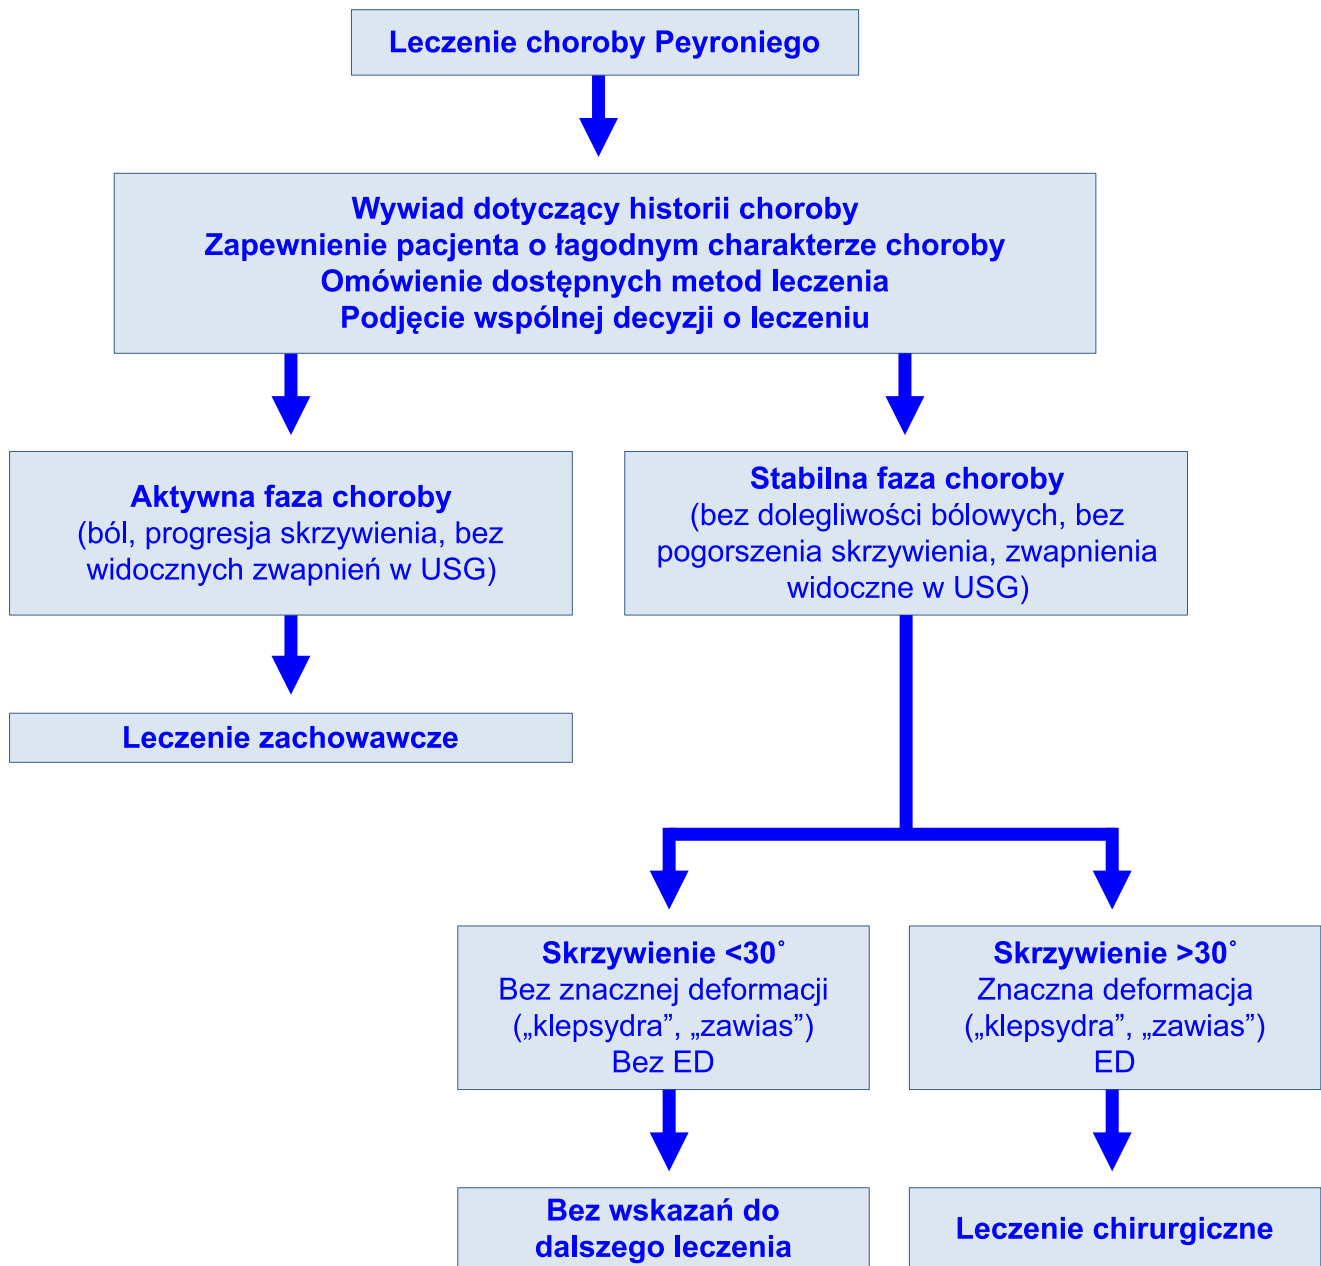 Leczenie choroby Peyroniego
Wywiad dotyczący historii choroby
Zapewnienie pacjenta o łagodnym charakterze choroby
Omówienie dostępnych metod leczenia
Podjęcie wspólnej decyzji o leczeniu
Aktywna faza choroby
(ból, progresja skrzywienia, bez
widocznych zwapnień w USG)
Stabilna faza choroby
(bez dolegliwości bólowych, bez
pogorszenia skrzywienia, zwapnienia
widoczne w USG)
Leczenie zachowawcze
Skrzywienie <30˚
Bez znacznej deformacji
(„klepsydra”, „zawias”)
Bez ED
Skrzywienie >30˚
Znaczna deformacja
(„klepsydra”, „zawias”)
ED
Bez wskazań do
dalszego leczenia
Leczenie chirurgiczne